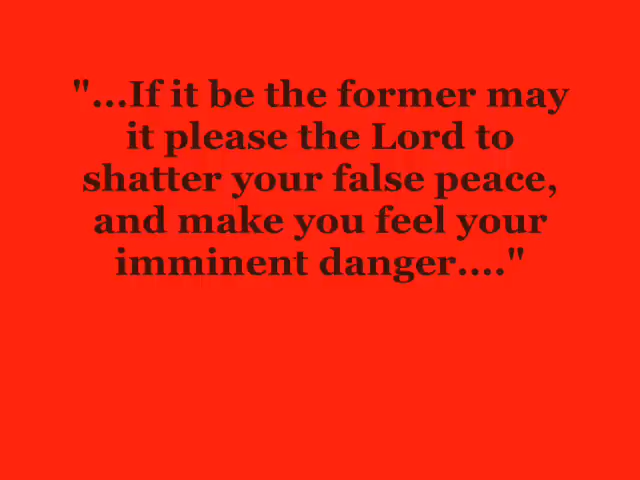 "...If it be the former may
it please the Lord to
shatter your false peace,
and make you feel your
imminent danger...."